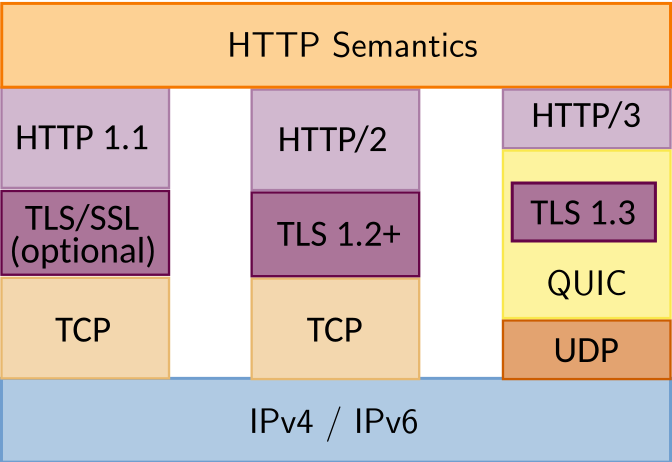 HTTP Semantics
HTTP 1.1
TLS/SSL
(optional)
TCP
HTTP/2
TLS 1.2+
TCP
HTTP/3
TLS 1.3
QUIC
UDP
IPv4 / IPv6